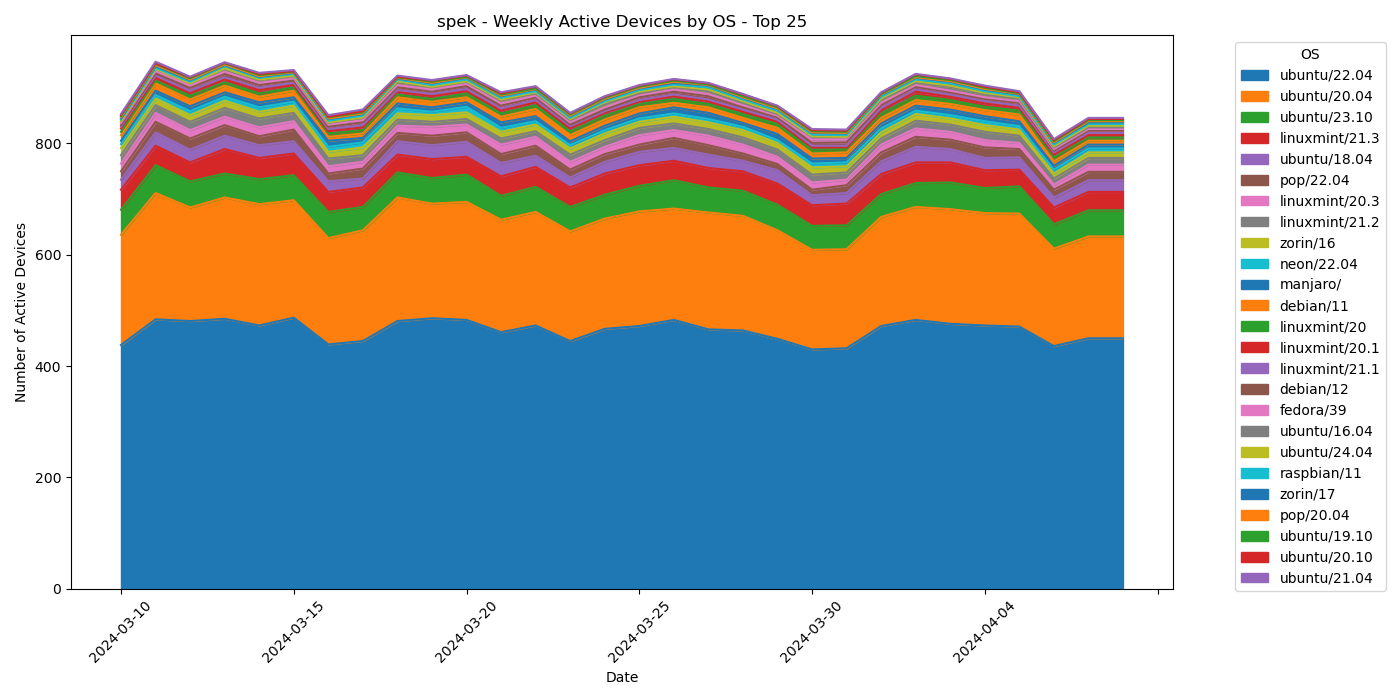 spek - Weekly Active Devices by OS - Top 25
Number of Active Devices
800
600
400
200
0
2024-03-10
2024-03-15
2024-03-20
2024-03-25
2024-03-30
2024-04-04
Date
OS
ubuntu/22.04
ubuntu/20.04
ubuntu/23.10
linuxmint/21.3
ubuntu/18.04
pop/22.04
linuxmint/20.3
linuxmint/21.2
zorin/16
neon/22.04
manjaro/
debian/11
linuxmint/20
linuxmint/20.1
linuxmint/21.1
debian/12
fedora/39
ubuntu/16.04
ubuntu/24.04
raspbian/11
zorin/17
pop/20.04
ubuntu/19.10
ubuntu/20.10
ubuntu/21.04